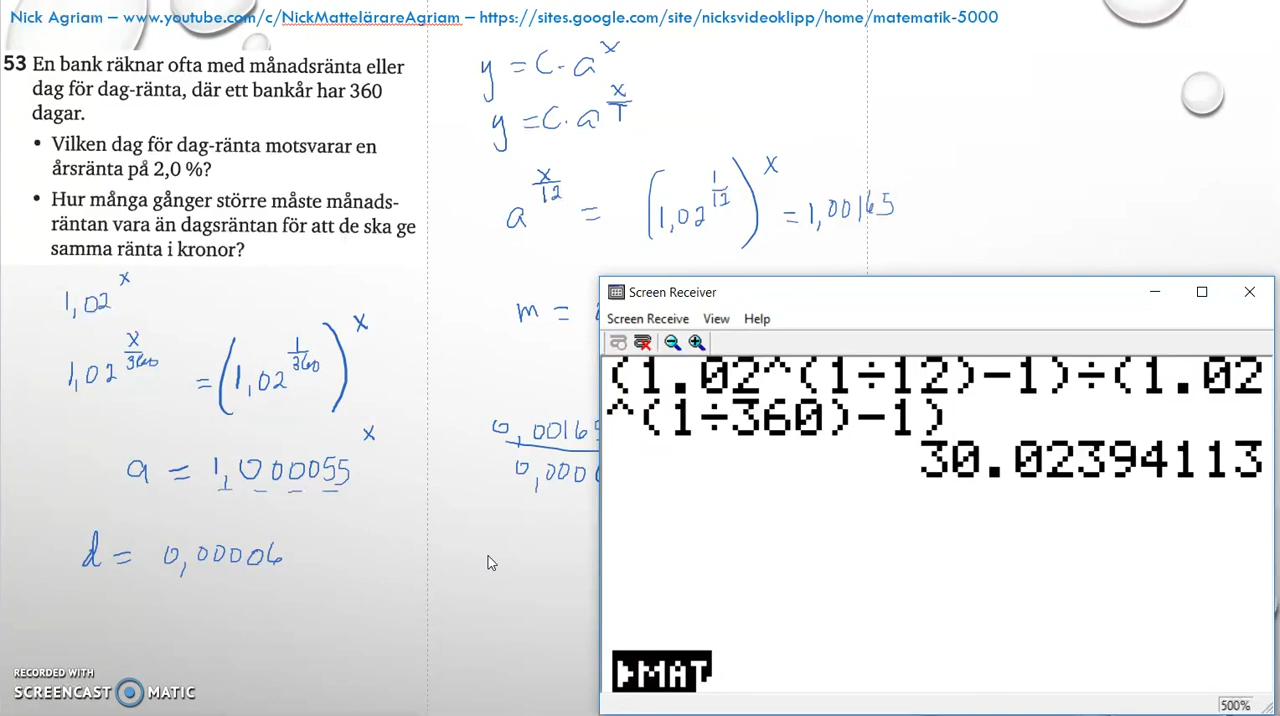 Nick Agriam – www.youtube.com/c/NickMattelärareAgriam – https://sites.google.com/site/nicksvideoklipp/home/matematik-5000
53 En bank räknar ofta med månadsränta eller
dag för dag-ränta, där ett bankår har 360
dagar.
• Vilken dag för dag-ränta motsvarar en
årsränta på 2,0 %?
• Hur många gånger större måste månads-
räntan vara än dagsräntan för att de ska ge
samma ränta i kronor?
1,02^x
1,02^(x/360) = (1,02^(1/360))^x
x
a = 1,000055
d = 0,00006
y = C·a^x
y = C·a^(x/T)
a^(x/12) = (1,02^(1/12))^x = 1,00165
m =
0,00165
0,000
Screen Receiver
Screen Receive View Help
(1.02^(1÷12)-1)÷(1.02
^(1÷360)-1)
30.02394113
▶MAT
500%
RECORDED WITH
SCREENCAST MATIC